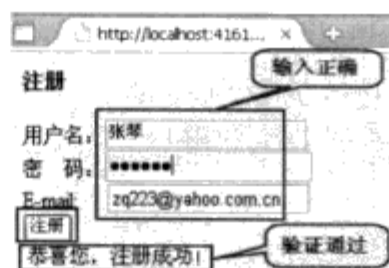 http://localhost:4161...
输入正确
注册
用户名: 张琴
密 码: ●●●●●●
E-mail: zq223@yahoo.com.cn
注册
恭喜您, 注册成功!
验证通过